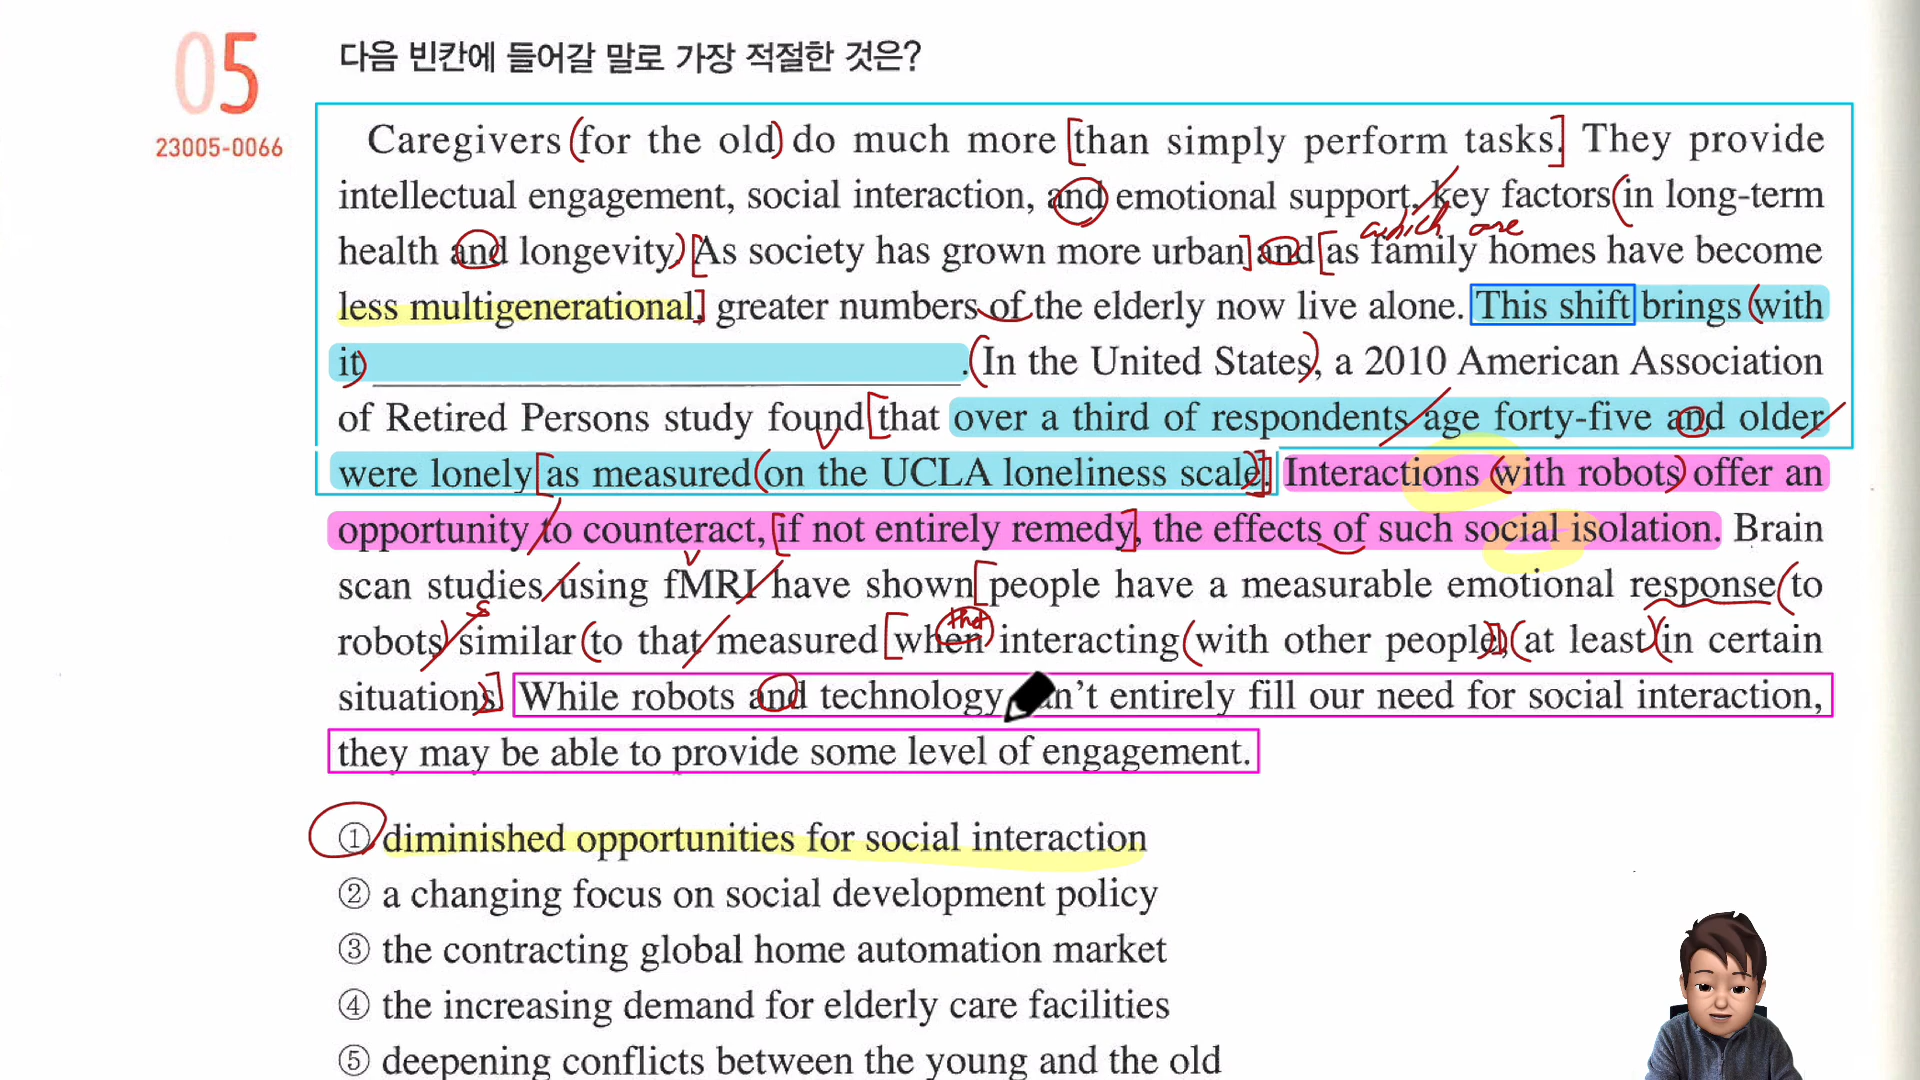 05
23005-0066
다음 빈칸에 들어갈 말로 가장 적절한 것은?
Caregivers (for the old) do much more [than simply perform tasks.] They provide
intellectual engagement, social interaction, and emotional support, key factors (in long-term
which are
health and longevity.) [As society has grown more urban] and [as family homes have become
less multigenerational,] greater numbers of the elderly now live alone. This shift brings (with
it) ____. (In the United States), a 2010 American Association
of Retired Persons study found [that over a third of respondents / age forty-five and older /
were lonely [as measured (on the UCLA loneliness scale)].] Interactions (with robots) offer an
opportunity / to counteract, [if not entirely remedy], the effects of such social isolation. Brain
scan studies / using fMRI / have shown [people have a measurable emotional response (to
robots) / similar (to that / measured [when interacting (with other people)], (at least) (in certain
s
that
situations).] While robots and technology can't entirely fill our need for social interaction,
they may be able to provide some level of engagement.
① diminished opportunities for social interaction
② a changing focus on social development policy
③ the contracting global home automation market
④ the increasing demand for elderly care facilities
⑤ deepening conflicts between the young and the old